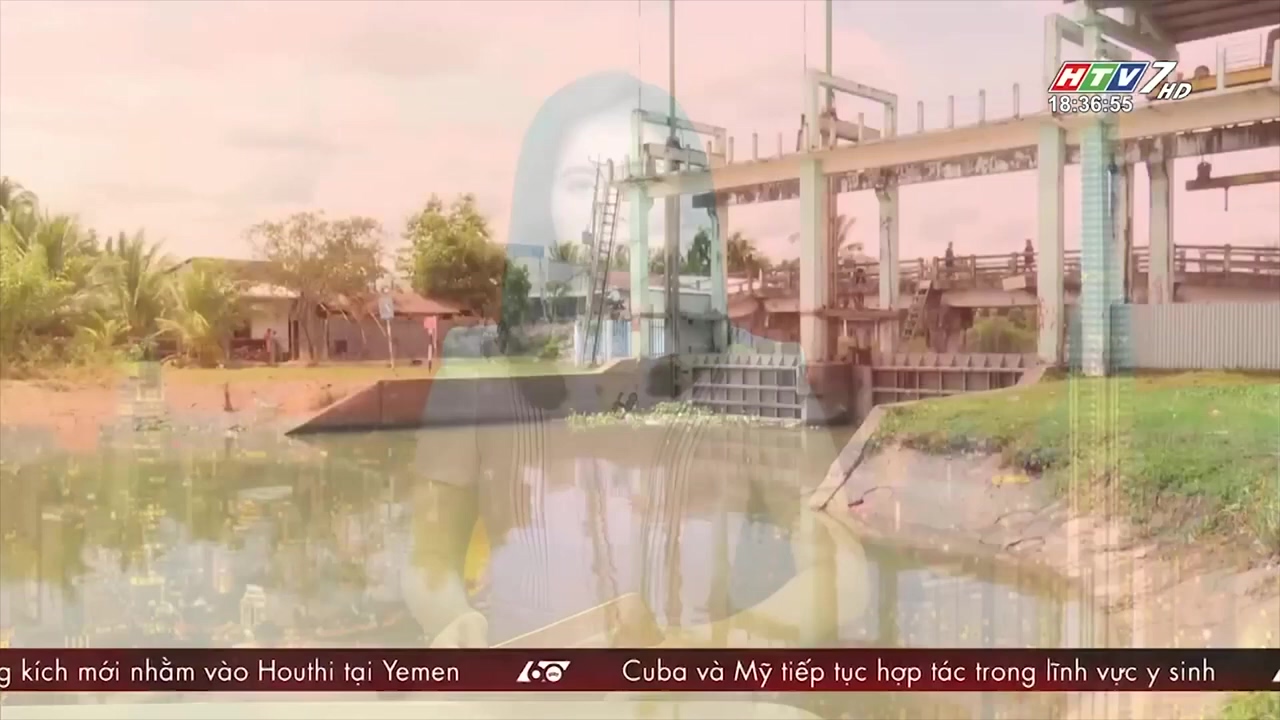 HTV7 HD
18:36:55
g kích mới nhằm vào Houthi tại Yemen 60 Cuba và Mỹ tiếp tục hợp tác trong lĩnh vực y sinh